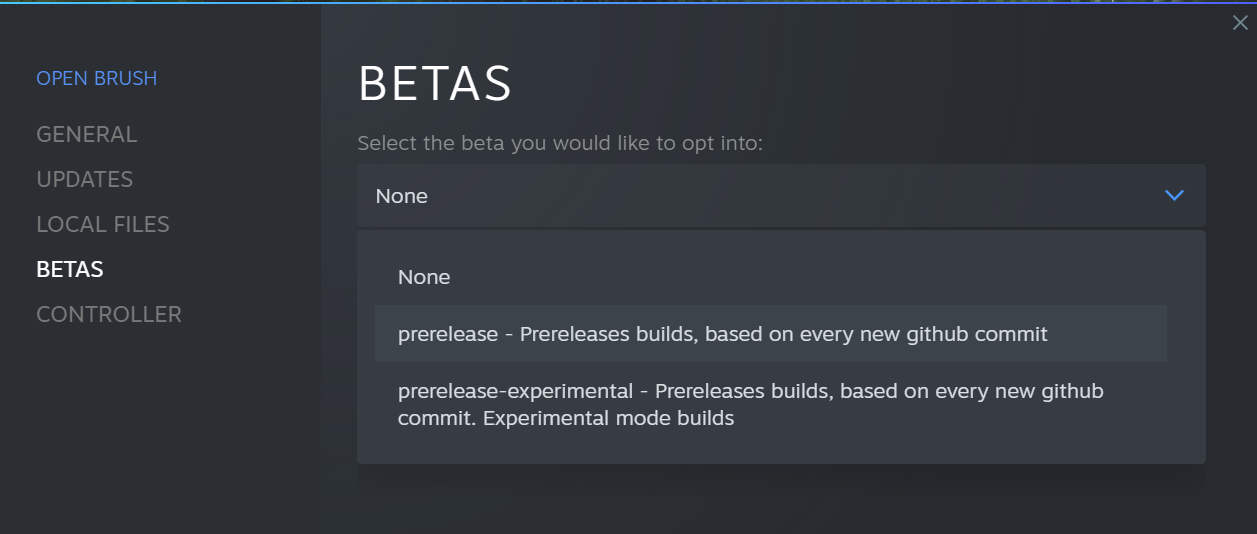 OPEN BRUSH
GENERAL
UPDATES
LOCAL FILES
BETAS
CONTROLLER
BETAS
Select the beta you would like to opt into:
None
None
prerelease - Prereleases builds, based on every new github commit
prerelease-experimental - Prereleases builds, based on every new github
commit. Experimental mode builds